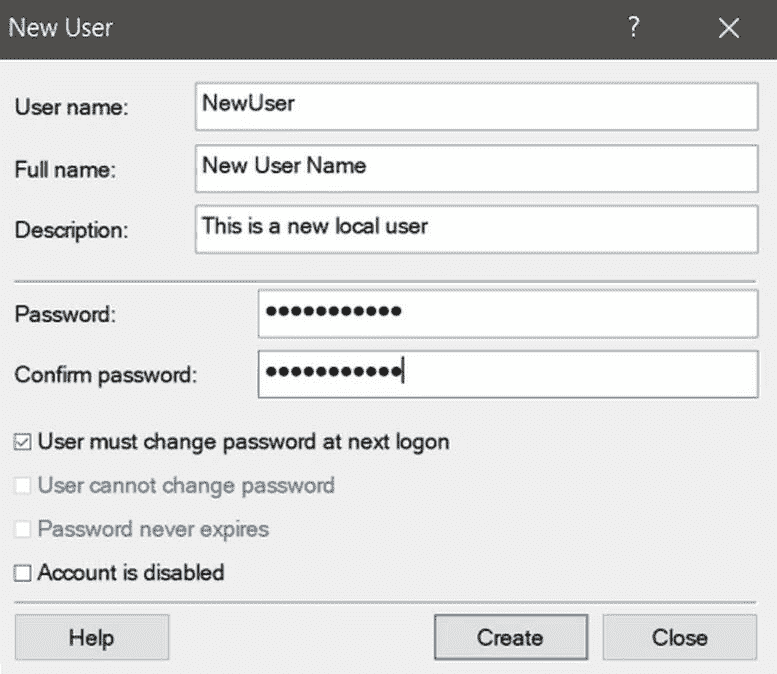 New User ?
User name: NewUser
Full name: New User Name
Description: This is a new local user
Password: ●●●●●●●●●●●
Confirm password: ●●●●●●●●●●●
User must change password at next logon
User cannot change password
Password never expires
Account is disabled
Help Create Close